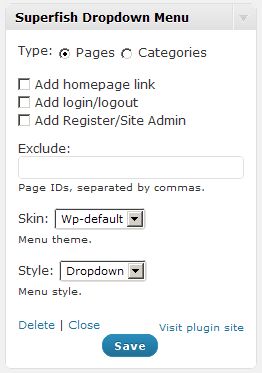 Superfish Dropdown Menu
Type: Pages Categories
Add homepage link
Add login/logout
Add Register/Site Admin
Exclude:
Page IDs, separated by commas.
Skin: Wp-default
Menu theme.
Style: Dropdown
Menu style.
Delete | Close
Visit plugin site
Save